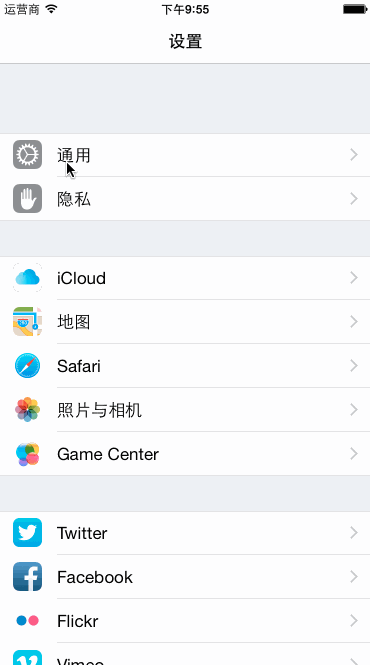 运营商 下午9:55
设置
通用
隐私
iCloud
地图
Safari
照片与相机
Game Center
Twitter
Facebook
Flickr
Vimeo